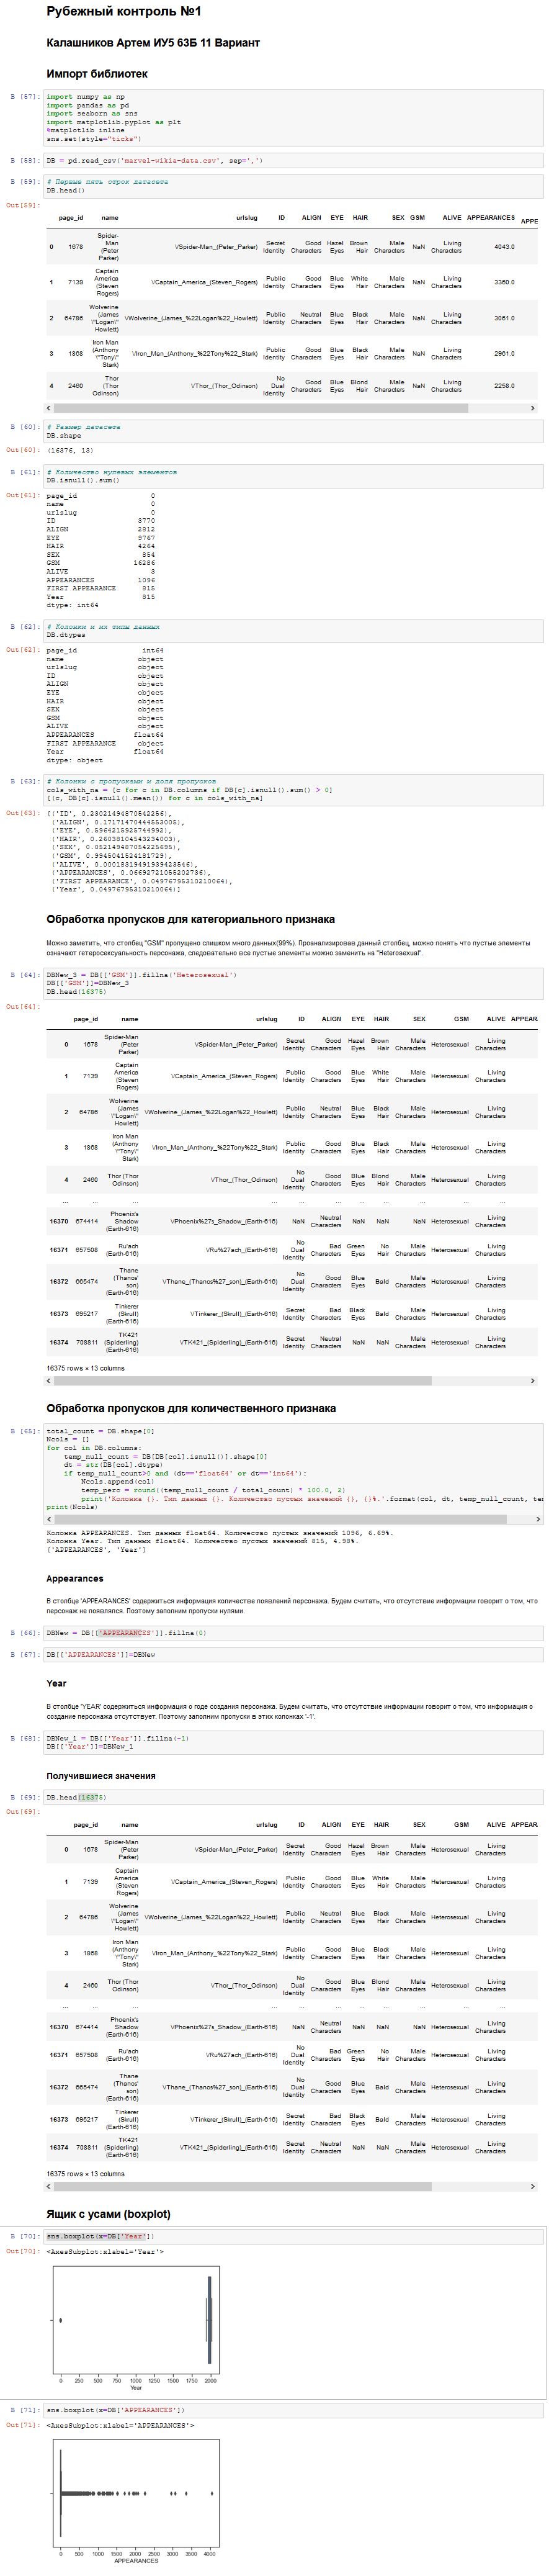 Рубежный контроль №1
Калашников Артем ИУ5 63Б 11 Вариант
Импорт библиотек
В [57]: import numpy as np
import pandas as pd
import seaborn as sns
import matplotlib.pyplot as plt
%matplotlib inline
sns.set(style="ticks")
В [58]: DB = pd.read_csv('marvel-wikia-data.csv', sep=',')
В [59]: # Первые пять строк датасета
DB.head()
Out[59]:
page_id name urlslug ID ALIGN EYE HAIR SEX GSM ALIVE APPEARANCES APPE
0 1678 Spider-Man (Peter Parker) \/Spider-Man_(Peter_Parker) Secret Identity Good Characters Hazel Eyes Brown Hair Male Characters NaN Living Characters 4043.0
1 7139 Captain America (Steven Rogers) \/Captain_America_(Steven_Rogers) Public Identity Good Characters Blue Eyes White Hair Male Characters NaN Living Characters 3360.0
2 64786 Wolverine (James \"Logan\" Howlett) \/Wolverine_(James_%22Logan%22_Howlett) Public Identity Neutral Characters Blue Eyes Black Hair Male Characters NaN Living Characters 3061.0
3 1868 Iron Man (Anthony \"Tony\" Stark) \/Iron_Man_(Anthony_%22Tony%22_Stark) Public Identity Good Characters Blue Eyes Black Hair Male Characters NaN Living Characters 2961.0
4 2460 Thor (Thor Odinson) \/Thor_(Thor_Odinson) No Dual Identity Good Characters Blue Eyes Blond Hair Male Characters NaN Living Characters 2258.0
В [60]: # Размер датасета
DB.shape
Out[60]: (16376, 13)
В [61]: # Количество нулевых элементов
DB.isnull().sum()
Out[61]: page_id 0
name 0
urlslug 0
ID 3770
ALIGN 2812
EYE 9767
HAIR 4264
SEX 854
GSM 16286
ALIVE 3
APPEARANCES 1096
FIRST APPEARANCE 815
Year 815
dtype: int64
В [62]: # Колонки и их типы данных
DB.dtypes
Out[62]: page_id int64
name object
urlslug object
ID object
ALIGN object
EYE object
HAIR object
SEX object
GSM object
ALIVE object
APPEARANCES float64
FIRST APPEARANCE object
Year float64
dtype: object
В [63]: # Колонки с пропусками и доля пропусков
cols_with_na = [c for c in DB.columns if DB[c].isnull().sum() > 0]
[(c, DB[c].isnull().mean()) for c in cols_with_na]
Out[63]: [('ID', 0.23021494870542256),
('ALIGN', 0.17171470444553005),
('EYE', 0.5964215925744992),
('HAIR', 0.26038104543234003),
('SEX', 0.052149487054225695),
('GSM', 0.994504152418172​9),
('ALIVE', 0.00018319491939423546),
('APPEARANCES', 0.06692721055202736),
('FIRST APPEARANCE', 0.04976795310210064),
('Year', 0.04976795310210064)]
Обработка пропусков для категориального признака
Можно заметить, что столбец "GSM" пропущено слишком много данных(99%). Проанализировав данный столбец, можно понять что пустые элементы
означают гетеросексуальность персонажа, следовательно все пустые элементы можно заменить на "Heterosexual".
В [64]: DBNew_3 = DB[['GSM']].fillna('Heterosexual')
DB[['GSM']]=DBNew_3
DB.head(16375)
Out[64]:
page_id name urlslug ID ALIGN EYE HAIR SEX GSM ALIVE APPEAR
0 1678 Spider-Man (Peter Parker) \/Spider-Man_(Peter_Parker) Secret Identity Good Characters Hazel Eyes Brown Hair Male Characters Heterosexual Living Characters
1 7139 Captain America (Steven Rogers) \/Captain_America_(Steven_Rogers) Public Identity Good Characters Blue Eyes White Hair Male Characters Heterosexual Living Characters
2 64786 Wolverine (James \"Logan\" Howlett) \/Wolverine_(James_%22Logan%22_Howlett) Public Identity Neutral Characters Blue Eyes Black Hair Male Characters Heterosexual Living Characters
3 1868 Iron Man (Anthony \"Tony\" Stark) \/Iron_Man_(Anthony_%22Tony%22_Stark) Public Identity Good Characters Blue Eyes Black Hair Male Characters Heterosexual Living Characters
4 2460 Thor (Thor Odinson) \/Thor_(Thor_Odinson) No Dual Identity Good Characters Blue Eyes Blond Hair Male Characters Heterosexual Living Characters
... ... ... ... ... ... ... ... ... ... ...
16370 674414 Phoenix's Shadow (Earth-616) \/Phoenix%27s_Shadow_(Earth-616) NaN Neutral Characters NaN NaN NaN Heterosexual Living Characters
16371 657508 Ru'ach (Earth-616) \/Ru%27ach_(Earth-616) No Dual Identity Bad Characters Green Eyes No Hair Male Characters Heterosexual Living Characters
16372 665474 Thane (Thanos' son) (Earth-616) \/Thane_(Thanos%27_son)_(Earth-616) No Dual Identity Good Characters Blue Eyes Bald Male Characters Heterosexual Living Characters
16373 695217 Tinkerer (Skrull) (Earth-616) \/Tinkerer_(Skrull)_(Earth-616) Secret Identity Bad Characters Black Eyes Bald Male Characters Heterosexual Living Characters
16374 708811 TK421 (Spiderling) (Earth-616) \/TK421_(Spiderling)_(Earth-616) Secret Identity Neutral Characters NaN NaN Male Characters Heterosexual Living Characters
16375 rows × 13 columns
Обработка пропусков для количественного признака
В [65]: total_count = DB.shape[0]
Ncols = []
for col in DB.columns:
temp_null_count = DB[DB[col].isnull()].shape[0]
dt = str(DB[col].dtype)
if temp_null_count>0 and (dt=='float64' or dt=='int64'):
Ncols.append(col)
temp_perc = round((temp_null_count / total_count) * 100.0, 2)
print('Колонка {}. Тип данных {}. Количество пустых значений {}, {}%.'.format(col, dt, temp_null_count, tem
print(Ncols)
Колонка APPEARANCES. Тип данных float64. Количество пустых значений 1096, 6.69%.
Колонка Year. Тип данных float64. Количество пустых значений 815, 4.98%.
['APPEARANCES', 'Year']
Appearances
В столбце 'APPEARANCES' содержиться информация количестве появлений персонажа. Будем считать, что отсутствие информации говорит о том, что
персонаж не появлялся. Поэтому заполним пропуски нулями.
В [66]: DBNew = DB[['APPEARANCES']].fillna(0)
В [67]: DB[['APPEARANCES']]=DBNew
Year
В столбце 'YEAR' содержиться информация о годе создания персонажа. Будем считать, что отсутствие информации говорит о том, что информация о
создание персонажа отсутствует. Поэтому заполним пропуски в этих колонках '-1'.
В [68]: DBNew_1 = DB[['Year']].fillna(-1)
DB[['Year']]=DBNew_1
Получившиеся значения
В [69]: DB.head(16375)
Out[69]:
page_id name urlslug ID ALIGN EYE HAIR SEX GSM ALIVE APPEAR
0 1678 Spider-Man (Peter Parker) \/Spider-Man_(Peter_Parker) Secret Identity Good Characters Hazel Eyes Brown Hair Male Characters Heterosexual Living Characters
1 7139 Captain America (Steven Rogers) \/Captain_America_(Steven_Rogers) Public Identity Good Characters Blue Eyes White Hair Male Characters Heterosexual Living Characters
2 64786 Wolverine (James \"Logan\" Howlett) \/Wolverine_(James_%22Logan%22_Howlett) Public Identity Neutral Characters Blue Eyes Black Hair Male Characters Heterosexual Living Characters
3 1868 Iron Man (Anthony \"Tony\" Stark) \/Iron_Man_(Anthony_%22Tony%22_Stark) Public Identity Good Characters Blue Eyes Black Hair Male Characters Heterosexual Living Characters
4 2460 Thor (Thor Odinson) \/Thor_(Thor_Odinson) No Dual Identity Good Characters Blue Eyes Blond Hair Male Characters Heterosexual Living Characters
... ... ... ... ... ... ... ... ... ... ...
16370 674414 Phoenix's Shadow (Earth-616) \/Phoenix%27s_Shadow_(Earth-616) NaN Neutral Characters NaN NaN NaN Heterosexual Living Characters
16371 657508 Ru'ach (Earth-616) \/Ru%27ach_(Earth-616) No Dual Identity Bad Characters Green Eyes No Hair Male Characters Heterosexual Living Characters
16372 665474 Thane (Thanos' son) (Earth-616) \/Thane_(Thanos%27_son)_(Earth-616) No Dual Identity Good Characters Blue Eyes Bald Male Characters Heterosexual Living Characters
16373 695217 Tinkerer (Skrull) (Earth-616) \/Tinkerer_(Skrull)_(Earth-616) Secret Identity Bad Characters Black Eyes Bald Male Characters Heterosexual Living Characters
16374 708811 TK421 (Spiderling) (Earth-616) \/TK421_(Spiderling)_(Earth-616) Secret Identity Neutral Characters NaN NaN Male Characters Heterosexual Living Characters
16375 rows × 13 columns
Ящик с усами (boxplot)
В [70]: sns.boxplot(x=DB['Year'])
Out[70]: <AxesSubplot:xlabel='Year'>
0 250 500 750 1000 1250 1500 1750 2000
Year
В [71]: sns.boxplot(x=DB['APPEARANCES'])
Out[71]: <AxesSubplot:xlabel='APPEARANCES'>
0 500 1000 1500 2000 2500 3000 3500 4000
APPEARANCES